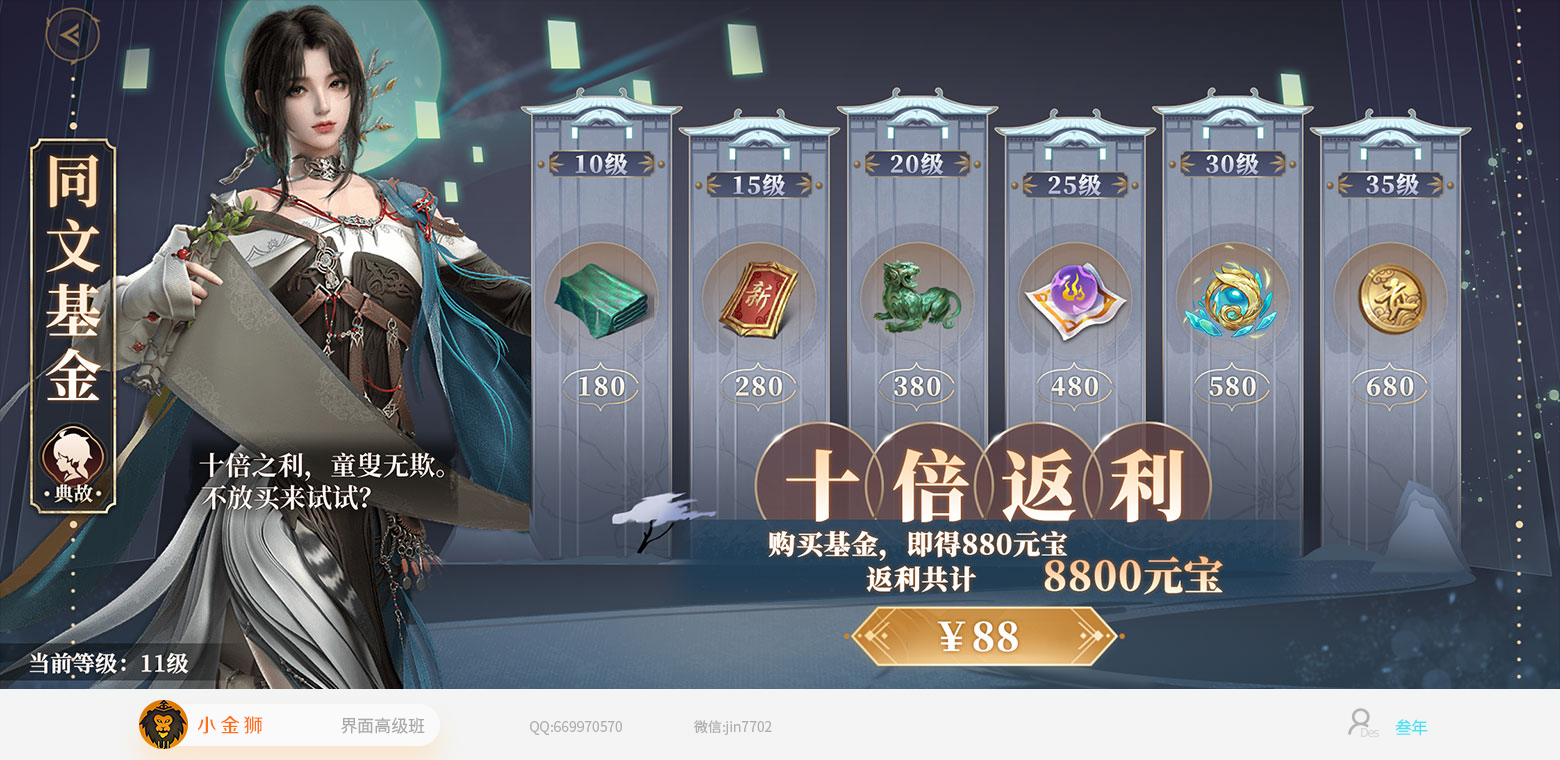 同文基金
典故
10级
15级
20级
25级
30级
35级
新
180
280
380
480
580
680
十倍之利，童叟无欺。
不放买来试试？
十倍返利
购买基金，即得880元宝
返利共计 8800元宝
¥88
当前等级：11级
小金狮
界面高级班
QQ:669970570
微信:jin7702
Des
叁年